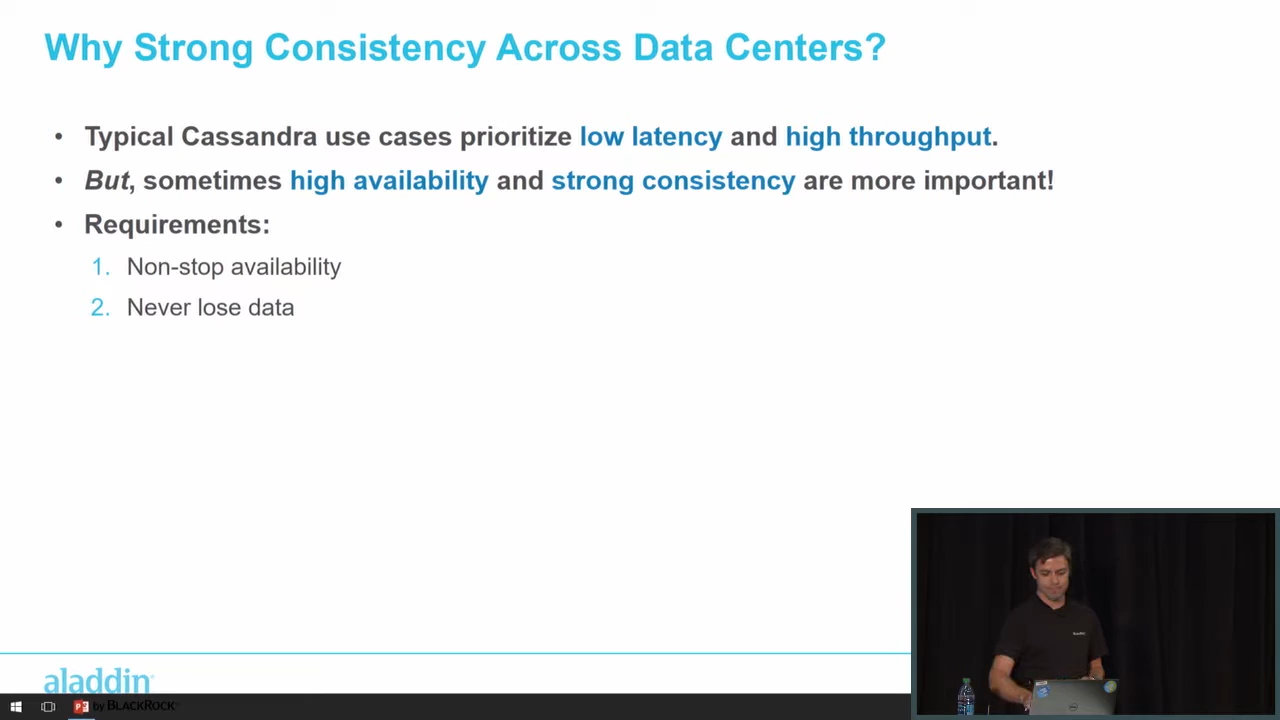 Why Strong Consistency Across Data Centers?
• Typical Cassandra use cases prioritize low latency and high throughput.
• But, sometimes high availability and strong consistency are more important!
• Requirements:
1. Non-stop availability
2. Never lose data
aladdin
by BLACKROCK